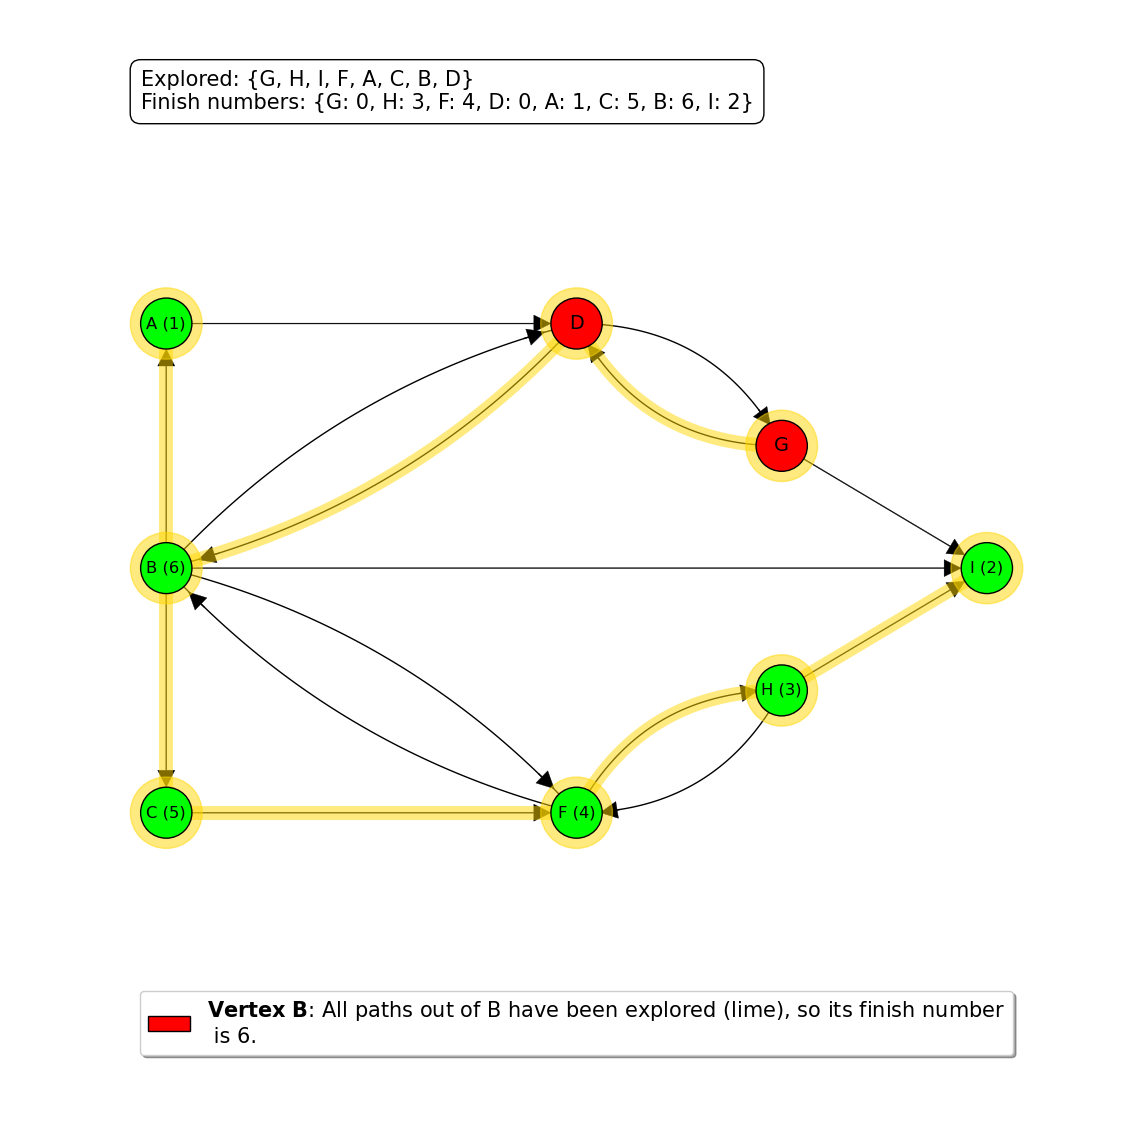 Explored: {G, H, I, F, A, C, B, D}
Finish numbers: {G: 0, H: 3, F: 4, D: 0, A: 1, C: 5, B: 6, I: 2}
A (1)
D
G
B (6)
I (2)
H (3)
C (5)
F (4)
Vertex B: All paths out of B have been explored (lime), so its finish number
is 6.